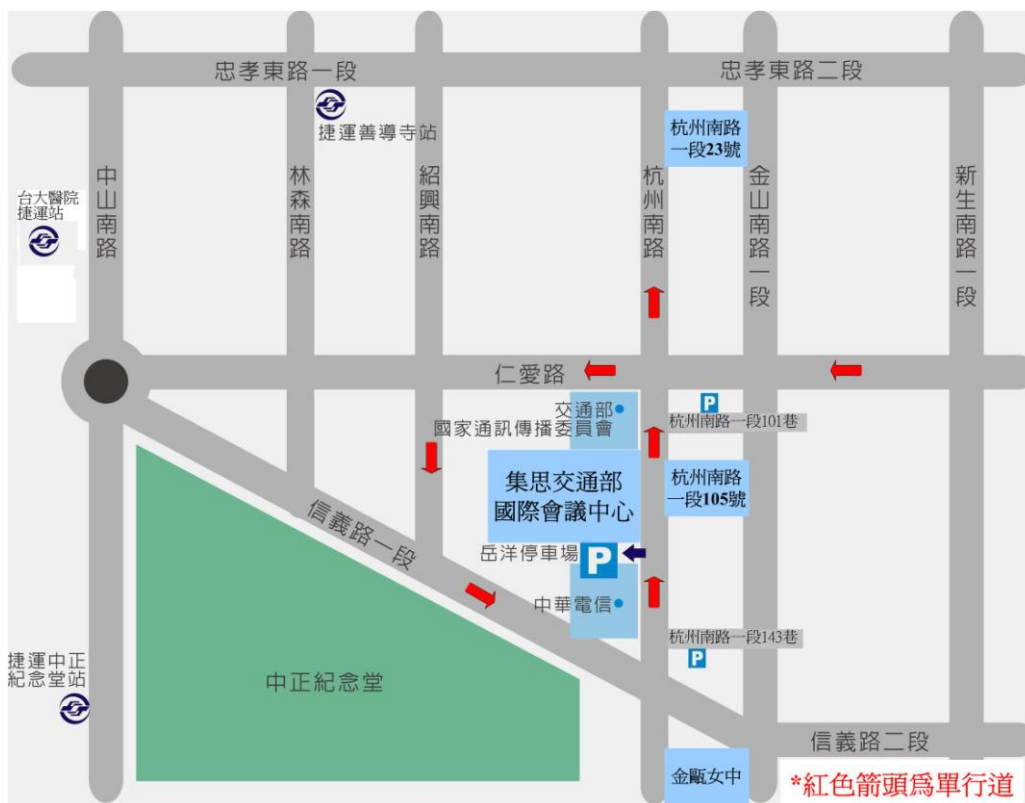 忠孝東路一段
忠孝東路二段
捷運善導寺站
杭州南路
一段23號
中山南路
林森南路
紹興南路
杭州南路
金山南路一段
新生南路一段
台大醫院
捷運站
仁愛路
交通部
國家通訊傳播委員會
P
杭州南路一段101巷
集思交通部
國際會議中心
杭州南路
一段105號
信義路一段
岳洋停車場
P
中華電信
杭州南路一段143巷
P
捷運中正
紀念堂站
中正紀念堂
信義路二段
金甌女中
*紅色箭頭為單行道